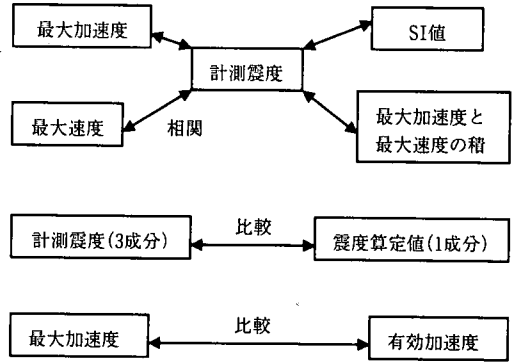 最大加速度
SI値
計測震度
最大速度
相関
最大加速度と
最大速度の積
計測震度(3成分)
比較
震度算定値(1成分)
最大加速度
比較
有効加速度